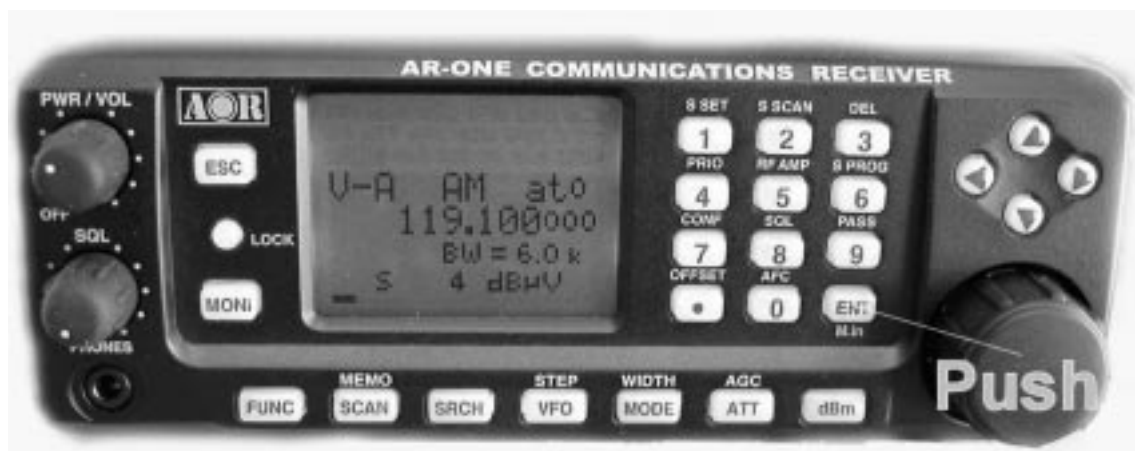 AR-ONE COMMUNICATIONS RECEIVER
PWR / VOL
OFF
SQL
PHONES
AOR
ESC
LOCK
MONi
V-A AM ato
119.100000
BW = 6.0 k
S 4 dBµV
S SET S SCAN DEL
1 2 3
PRIO RF AMP S PROG
4 5 6
CONF SQL PASS
7 8 9
OFFSET AFC
• 0 ENT
M.in
MEMO STEP WIDTH AGC
FUNC SCAN SRCH VFO MODE ATT dBm
Push